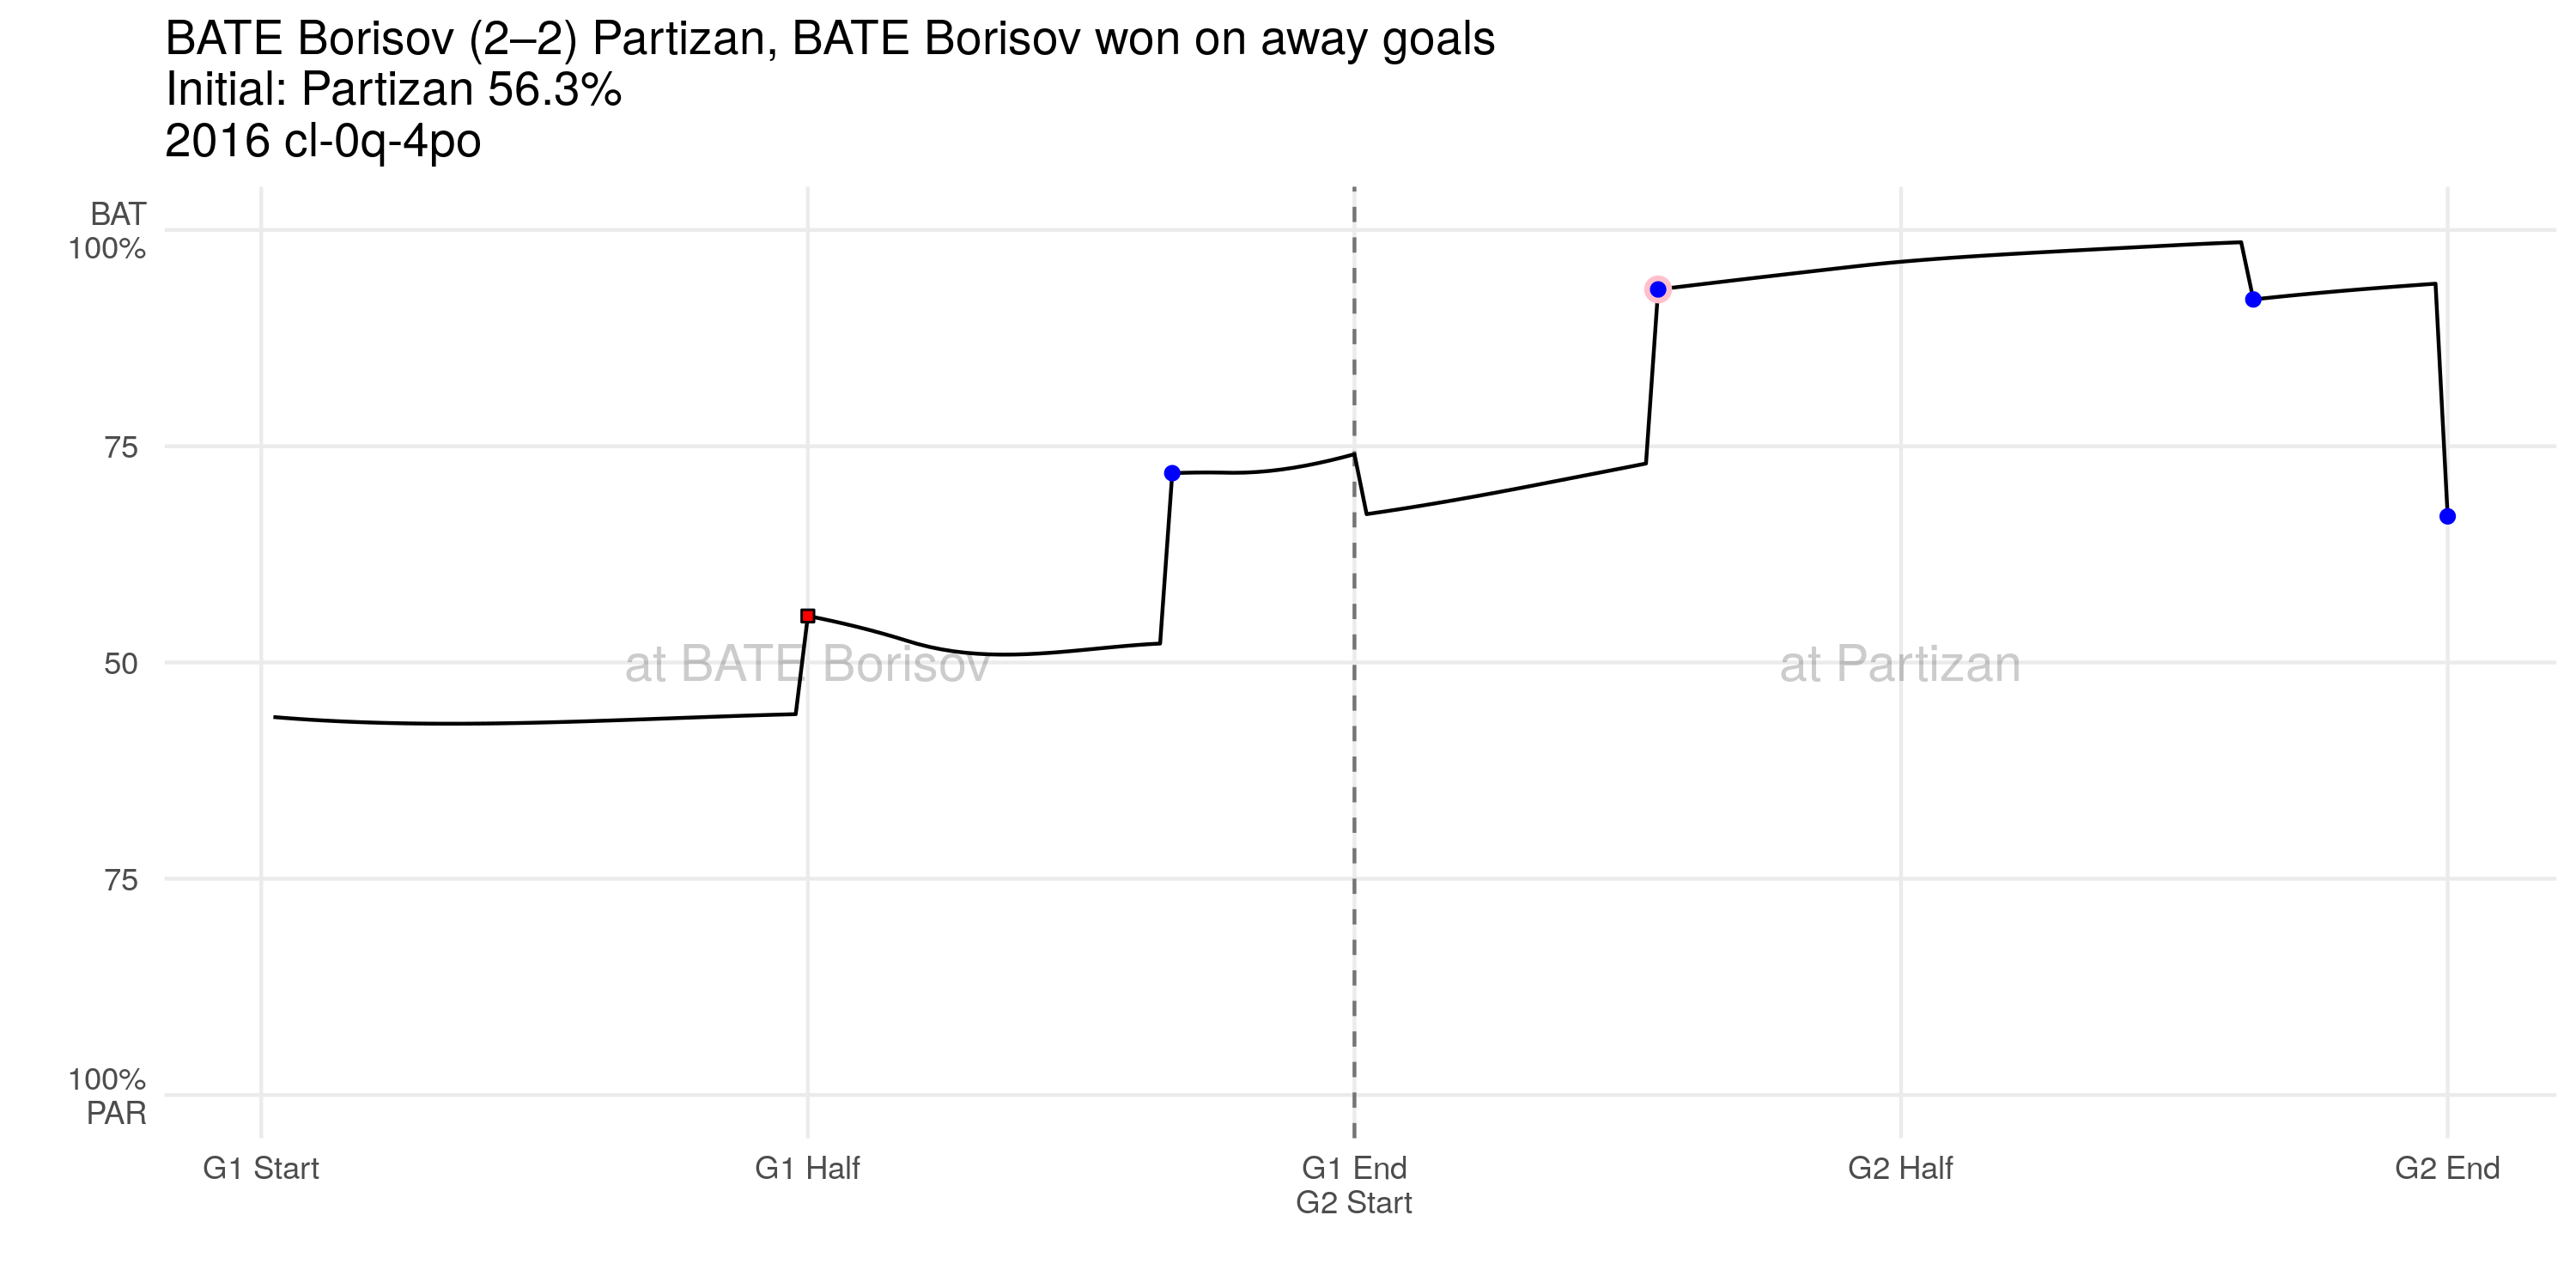 BATE Borisov (2–2) Partizan, BATE Borisov won on away goals
Initial: Partizan 56.3%
2016 cl-0q-4po
BAT
100%
75
50
75
100%
PAR
at BATE Borisov
at Partizan
G1 Start
G1 Half
G1 End
G2 Start
G2 Half
G2 End